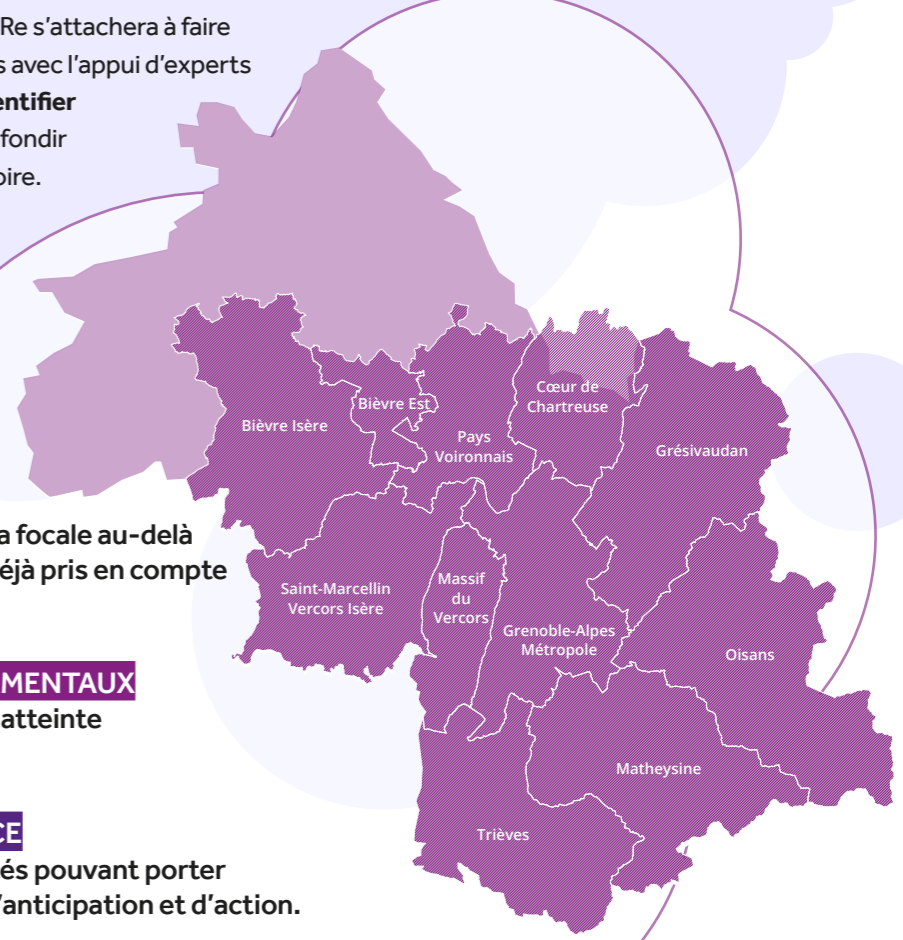 Re s'attachera à faire
s avec l'appui d'experts
entifier
fondir
oire.
Bièvre Isère
Bièvre Est
Pays
Voironnais
Cœur de
Chartreuse
Grésivaudan
a focale au-delà
éjà pris en compte
Saint-Marcellin
Vercors Isère
Massif
du
Vercors
Grenoble-Alpes
Métropole
Oisans
MENTAUX
atteinte
Matheysine
Trièves
CE
és pouvant porter
'anticipation et d'action.